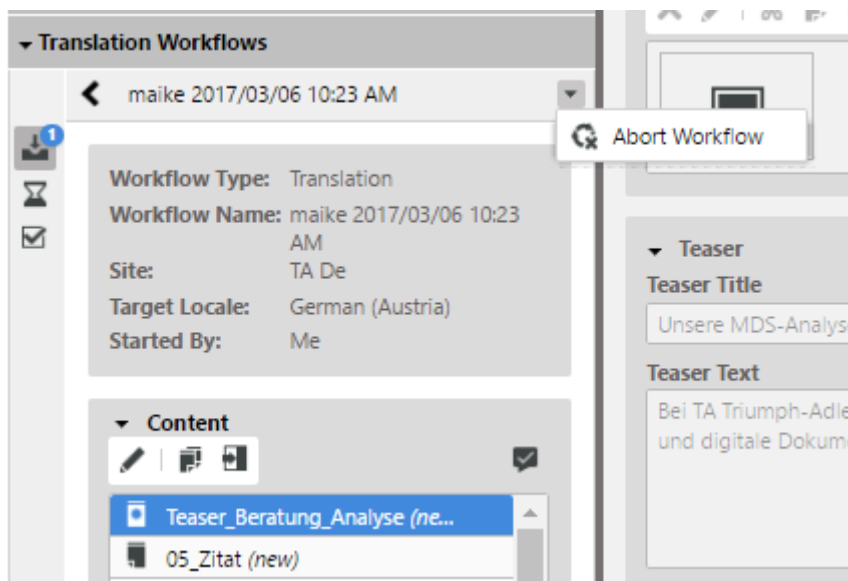 Translation Workflows
maike 2017/03/06 10:23 AM
1
Abort Workflow
Workflow Type: Translation
Workflow Name: maike 2017/03/06 10:23
AM
Site: TA De
Target Locale: German (Austria)
Started By: Me
Content
Teaser_Beratung_Analyse (ne...
05_Zitat (new)
Teaser
Teaser Title
Unsere MDS-Analys
Teaser Text
Bei TA Triumph-Adle
und digitale Dokum